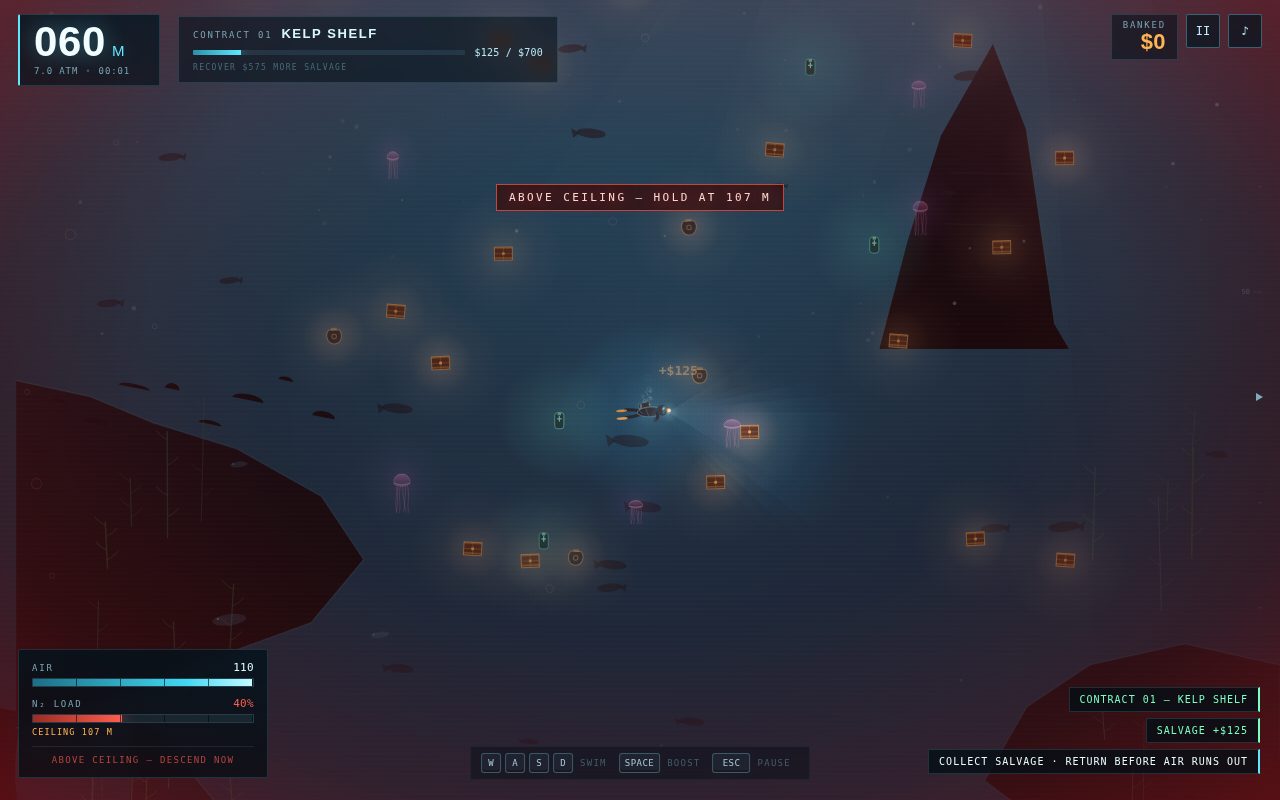 060 M
7.0 ATM · 00:01
CONTRACT 01 KELP SHELF
$125 / $700
RECOVER $575 MORE SALVAGE
BANKED
$0
II
♪
ABOVE CEILING — HOLD AT 107 M
50
+$125
AIR 110
N₂ LOAD 40%
CEILING 107 M
ABOVE CEILING — DESCEND NOW
W A S D SWIM SPACE BOOST ESC PAUSE
CONTRACT 01 — KELP SHELF
SALVAGE +$125
COLLECT SALVAGE · RETURN BEFORE AIR RUNS OUT